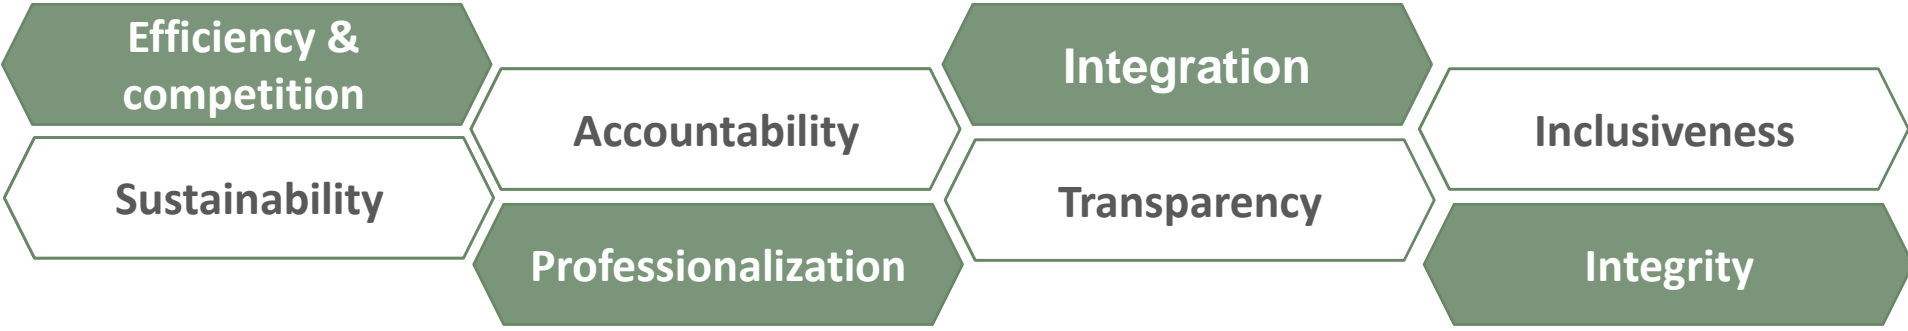 Efficiency &
competition
Sustainability
Accountability
Professionalization
Integration
Transparency
Inclusiveness
Integrity